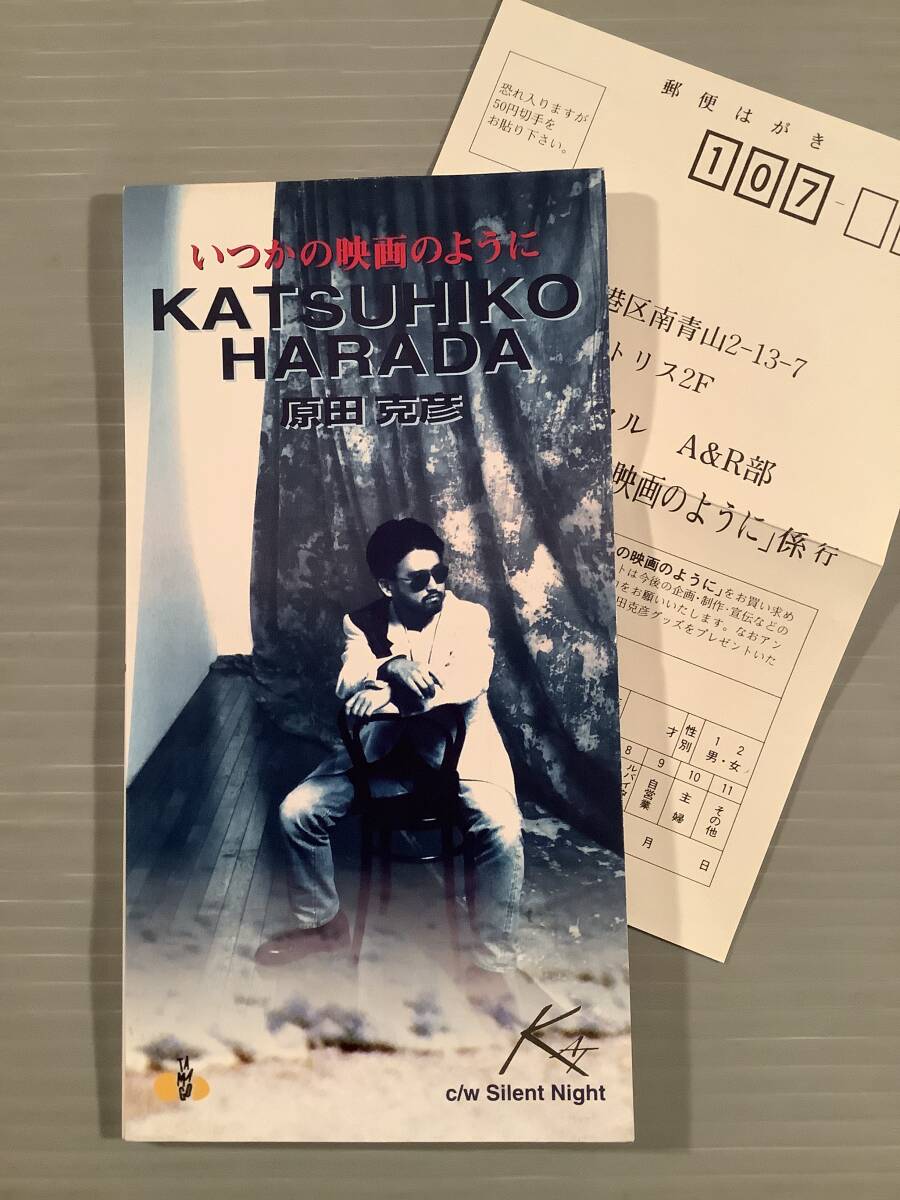 いつかの映画のように
KATSUHIKO
HARADA
原田 克彦
KAT
c/w Silent Night
TAMAGO
恐れ入りますが
50円切手を
お貼り下さい。
郵便はがき
107-
港区南青山2-13-7
トリス2F
ル A&R部
映画のように」係 行
の映画のように」をお買い求め
トは今後の企画・制作・宣伝などの
をお願いいたします。なおアン
田克彦グッズをプレゼントいた
才
性別
1 2
男・女
8 9 10 11
ルバイ
自営業
主婦
その他
月 日